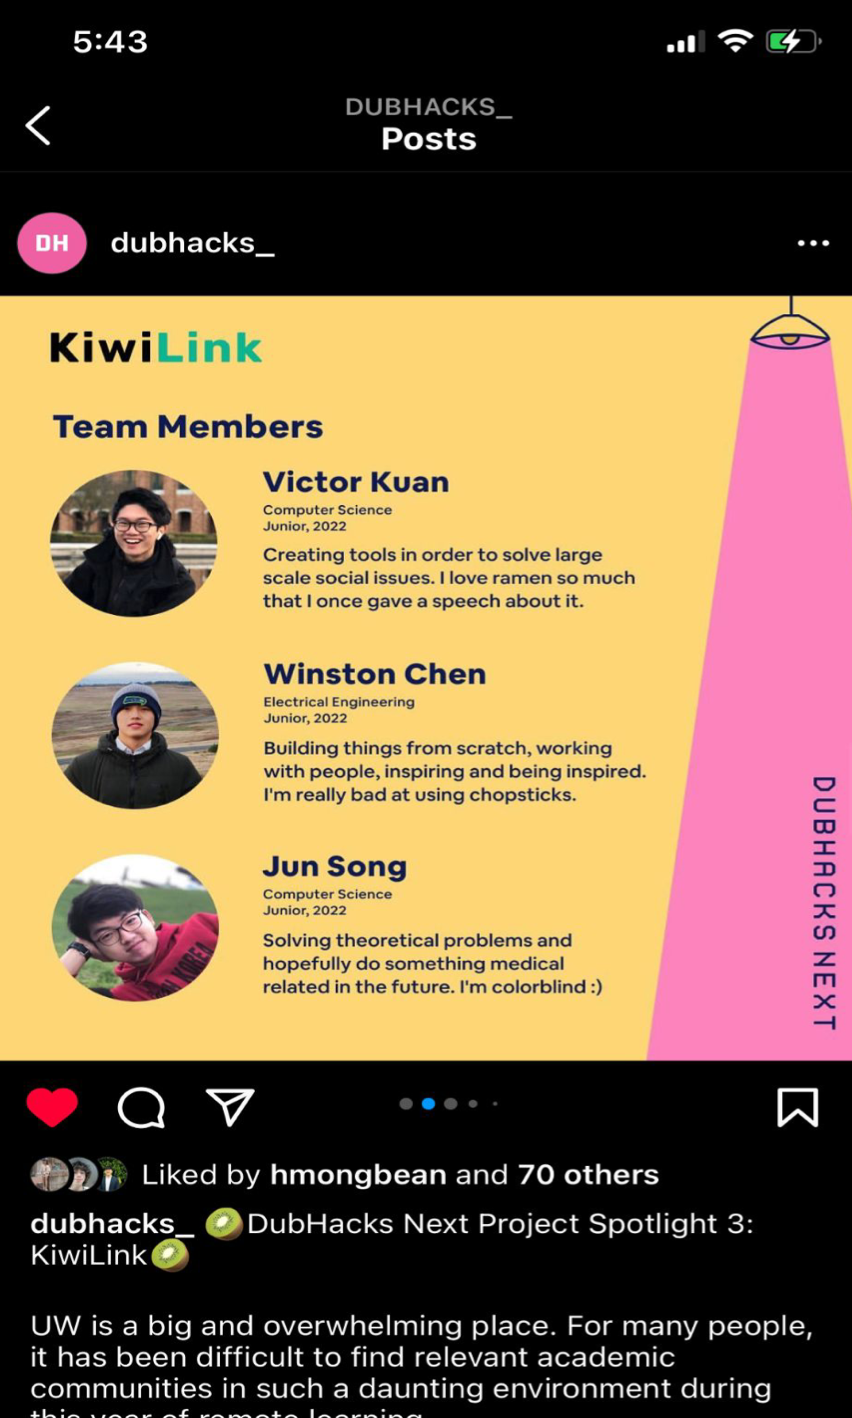 5:43
DUBHACKS_
Posts
DH
dubhacks_
KiwiLink
Team Members
Victor Kuan
Computer Science
Junior, 2022
Creating tools in order to solve large
scale social issues. I love ramen so much
that I once gave a speech about it.
Winston Chen
Electrical Engineering
Junior, 2022
Building things from scratch, working
with people, inspiring and being inspired.
I'm really bad at using chopsticks.
Jun Song
Computer Science
Junior, 2022
Solving theoretical problems and
hopefully do something medical
related in the future. I'm colorblind :)
KOREA
DUBHACKS NEXT
Liked by hmongbean and 70 others
dubhacks_ 🥝DubHacks Next Project Spotlight 3:
KiwiLink🥝
UW is a big and overwhelming place. For many people,
it has been difficult to find relevant academic
communities in such a daunting environment during
this year of remote learning